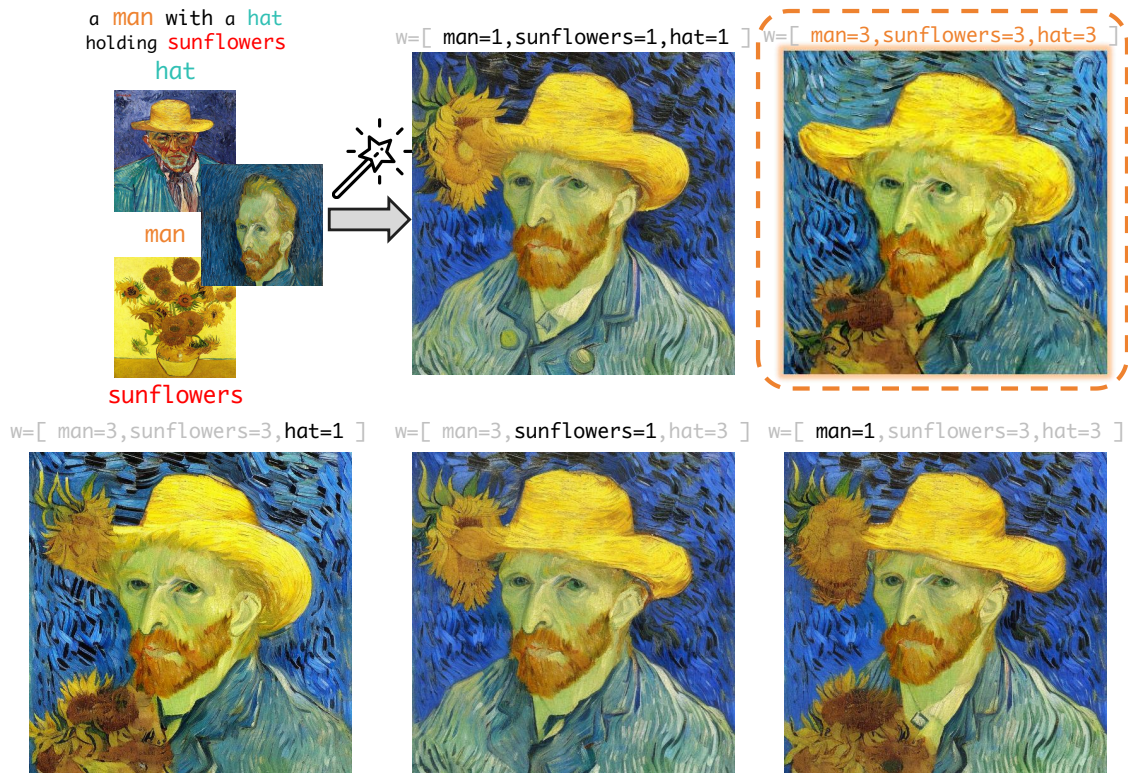 a man with a hat
holding sunflowers
hat
man
sunflowers
w=[ man=1,sunflowers=1,hat=1 ]
w=[ man=3,sunflowers=3,hat=3 ]
w=[ man=3,sunflowers=3,hat=1 ]
w=[ man=3,sunflowers=1,hat=3 ]
w=[ man=1,sunflowers=3,hat=3 ]